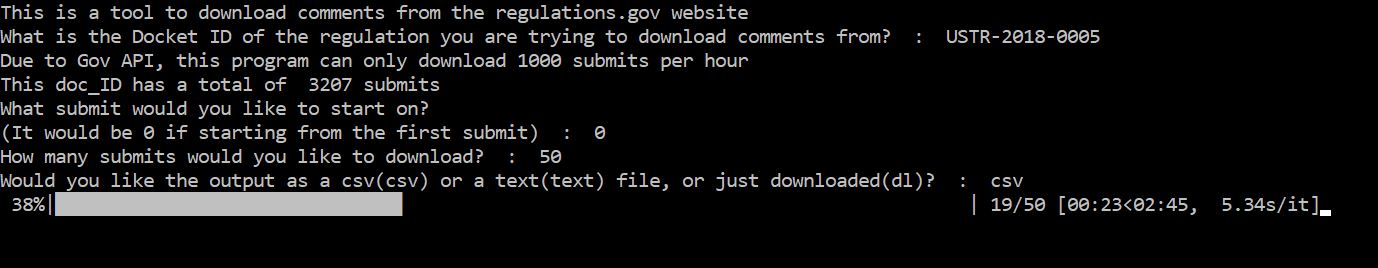 This is a tool to download comments from the regulations.gov website
What is the Docket ID of the regulation you are trying to download comments from?  :  USTR-2018-0005
Due to Gov API, this program can only download 1000 submits per hour
This doc_ID has a total of  3207 submits
What submit would you like to start on?
(It would be 0 if starting from the first submit)  :  0
How many submits would you like to download?  :  50
Would you like the output as a csv(csv) or a text(text) file, or just downloaded(dl)?  :  csv
38%| | 19/50 [00:23<02:45,  5.34s/it]